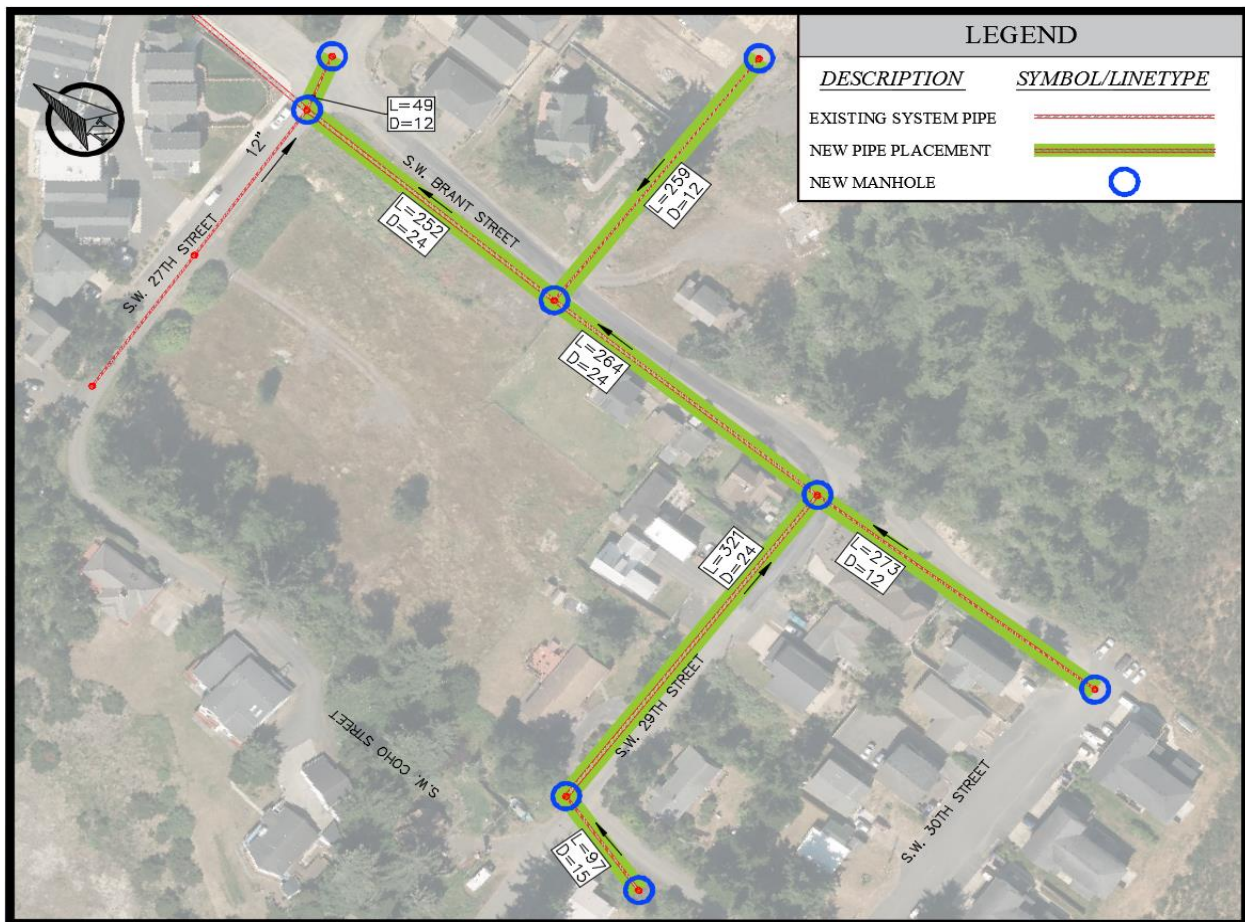 LEGEND
DESCRIPTION SYMBOL/LINETYPE
EXISTING SYSTEM PIPE
NEW PIPE PLACEMENT
NEW MANHOLE
L=49
D=12
12"
S.W. 27TH STREET
S.W. BRANT STREET
L=252
D=24
L=259
D=12
L=264
D=24
L=321
D=24
L=273
D=12
S.W. 29TH STREET
S.W. COHO STREET
S.W. 30TH STREET
L=97
D=15